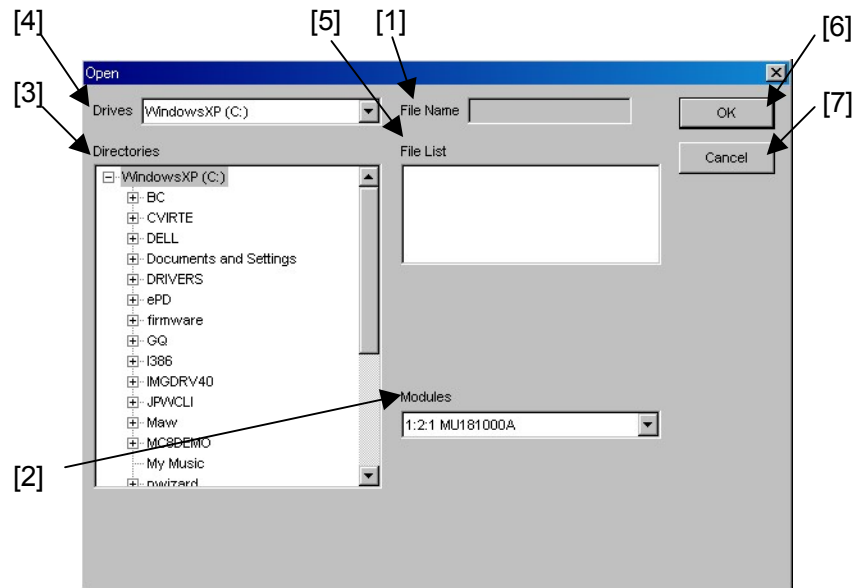 [4]
[5]
[1]
[6]
Open
[3]
Drives
WindowsXP (C:)
File Name
OK
[7]
Directories
File List
Cancel
WindowsXP (C:)
BC
CVIRTE
DELL
Documents and Settings
DRIVERS
ePD
firmware
GQ
I386
IMGDRV40
JPWCLI
Maw
MC8DEMO
My Music
pwizard
Modules
1:2:1 MU181000A
[2]